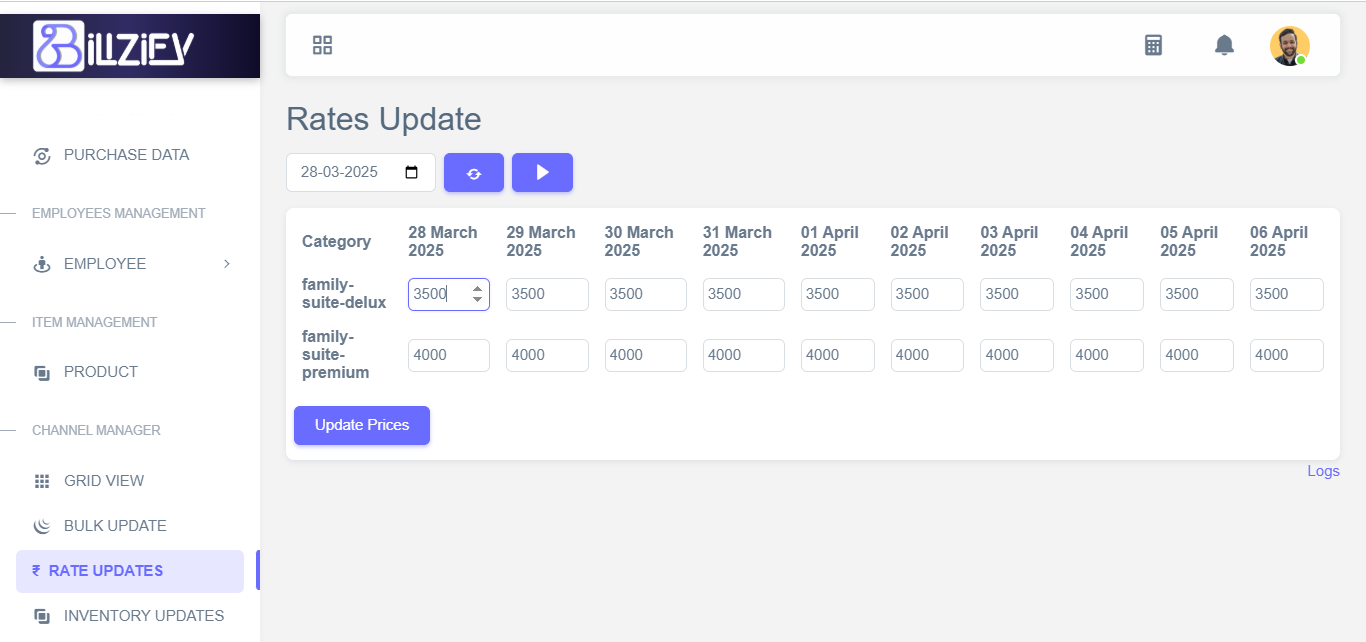 BillZiFY
PURCHASE DATA
EMPLOYEES MANAGEMENT
EMPLOYEE
ITEM MANAGEMENT
PRODUCT
CHANNEL MANAGER
GRID VIEW
BULK UPDATE
₹ RATE UPDATES
INVENTORY UPDATES
Rates Update
28-03-2025
Category 28 March 2025 29 March 2025 30 March 2025 31 March 2025 01 April 2025 02 April 2025 03 April 2025 04 April 2025 05 April 2025 06 April 2025
family-suite-delux 3500 3500 3500 3500 3500 3500 3500 3500 3500 3500
family-suite-premium 4000 4000 4000 4000 4000 4000 4000 4000 4000 4000
Update Prices
Logs